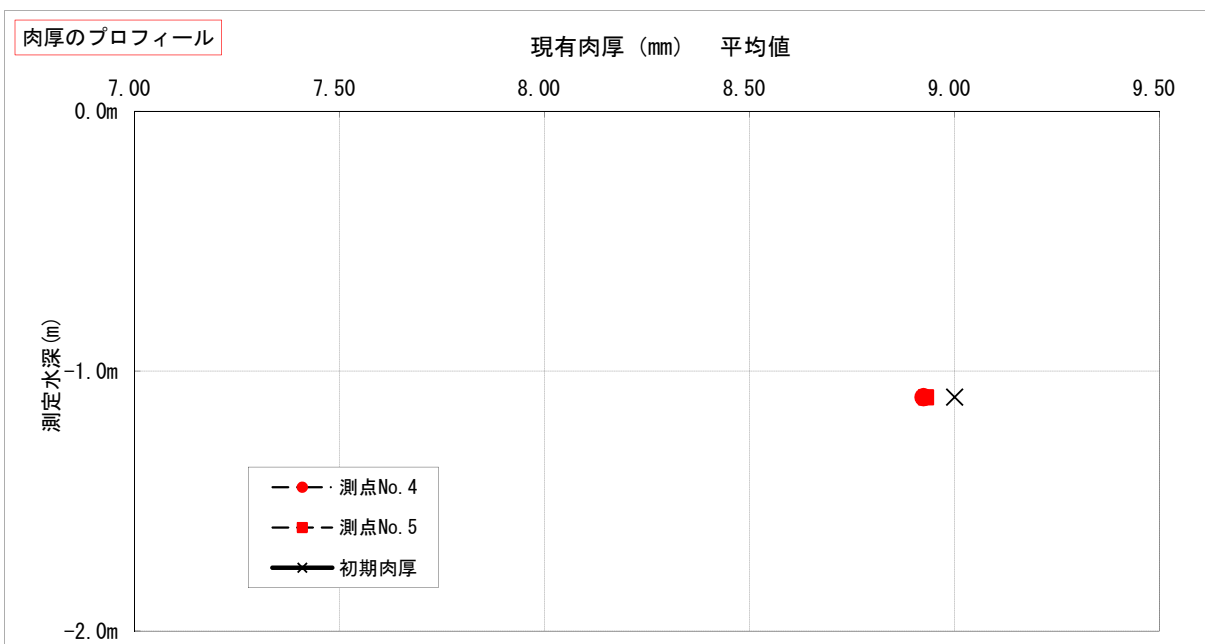 肉厚のプロフィール
現有肉厚 (mm) 平均値
7.00 7.50 8.00 8.50 9.00 9.50
0.0m
-1.0m
-2.0m
測定水深(m)
測点No.4
測点No.5
初期肉厚